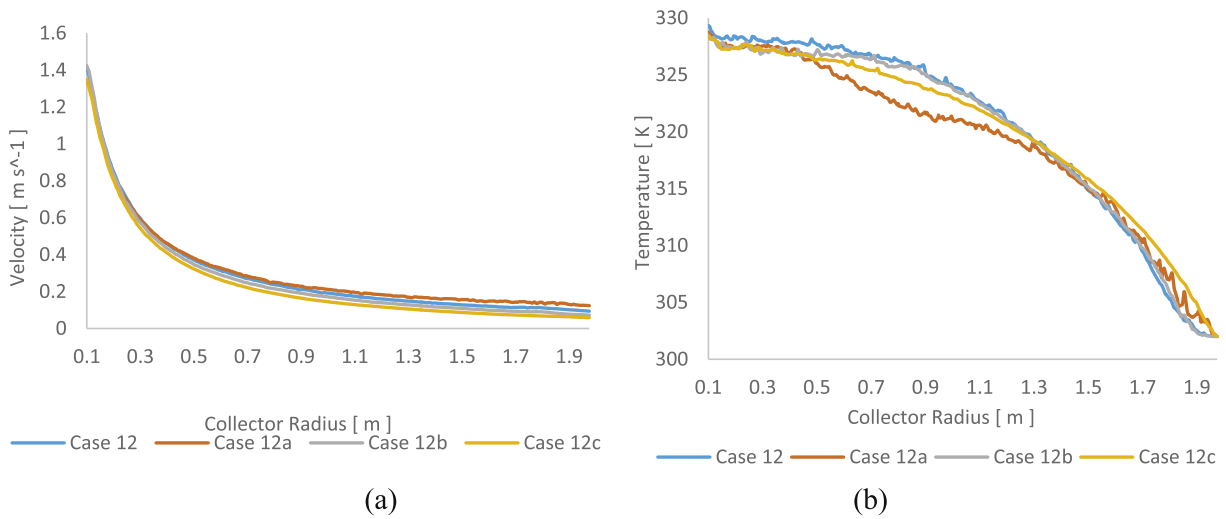 1.6
1.4
1.2
1
0.8
0.6
0.4
0.2
0
Velocity [ m s^-1 ]
0.1 0.3 0.5 0.7 0.9 1.1 1.3 1.5 1.7 1.9
Collector Radius [ m ]
Case 12 Case 12a Case 12b Case 12c
(a)
330
325
320
315
310
305
300
Temperature [ K ]
0.1 0.3 0.5 0.7 0.9 1.1 1.3 1.5 1.7 1.9
Collector Radius [ m ]
Case 12 Case 12a Case 12b Case 12c
(b)